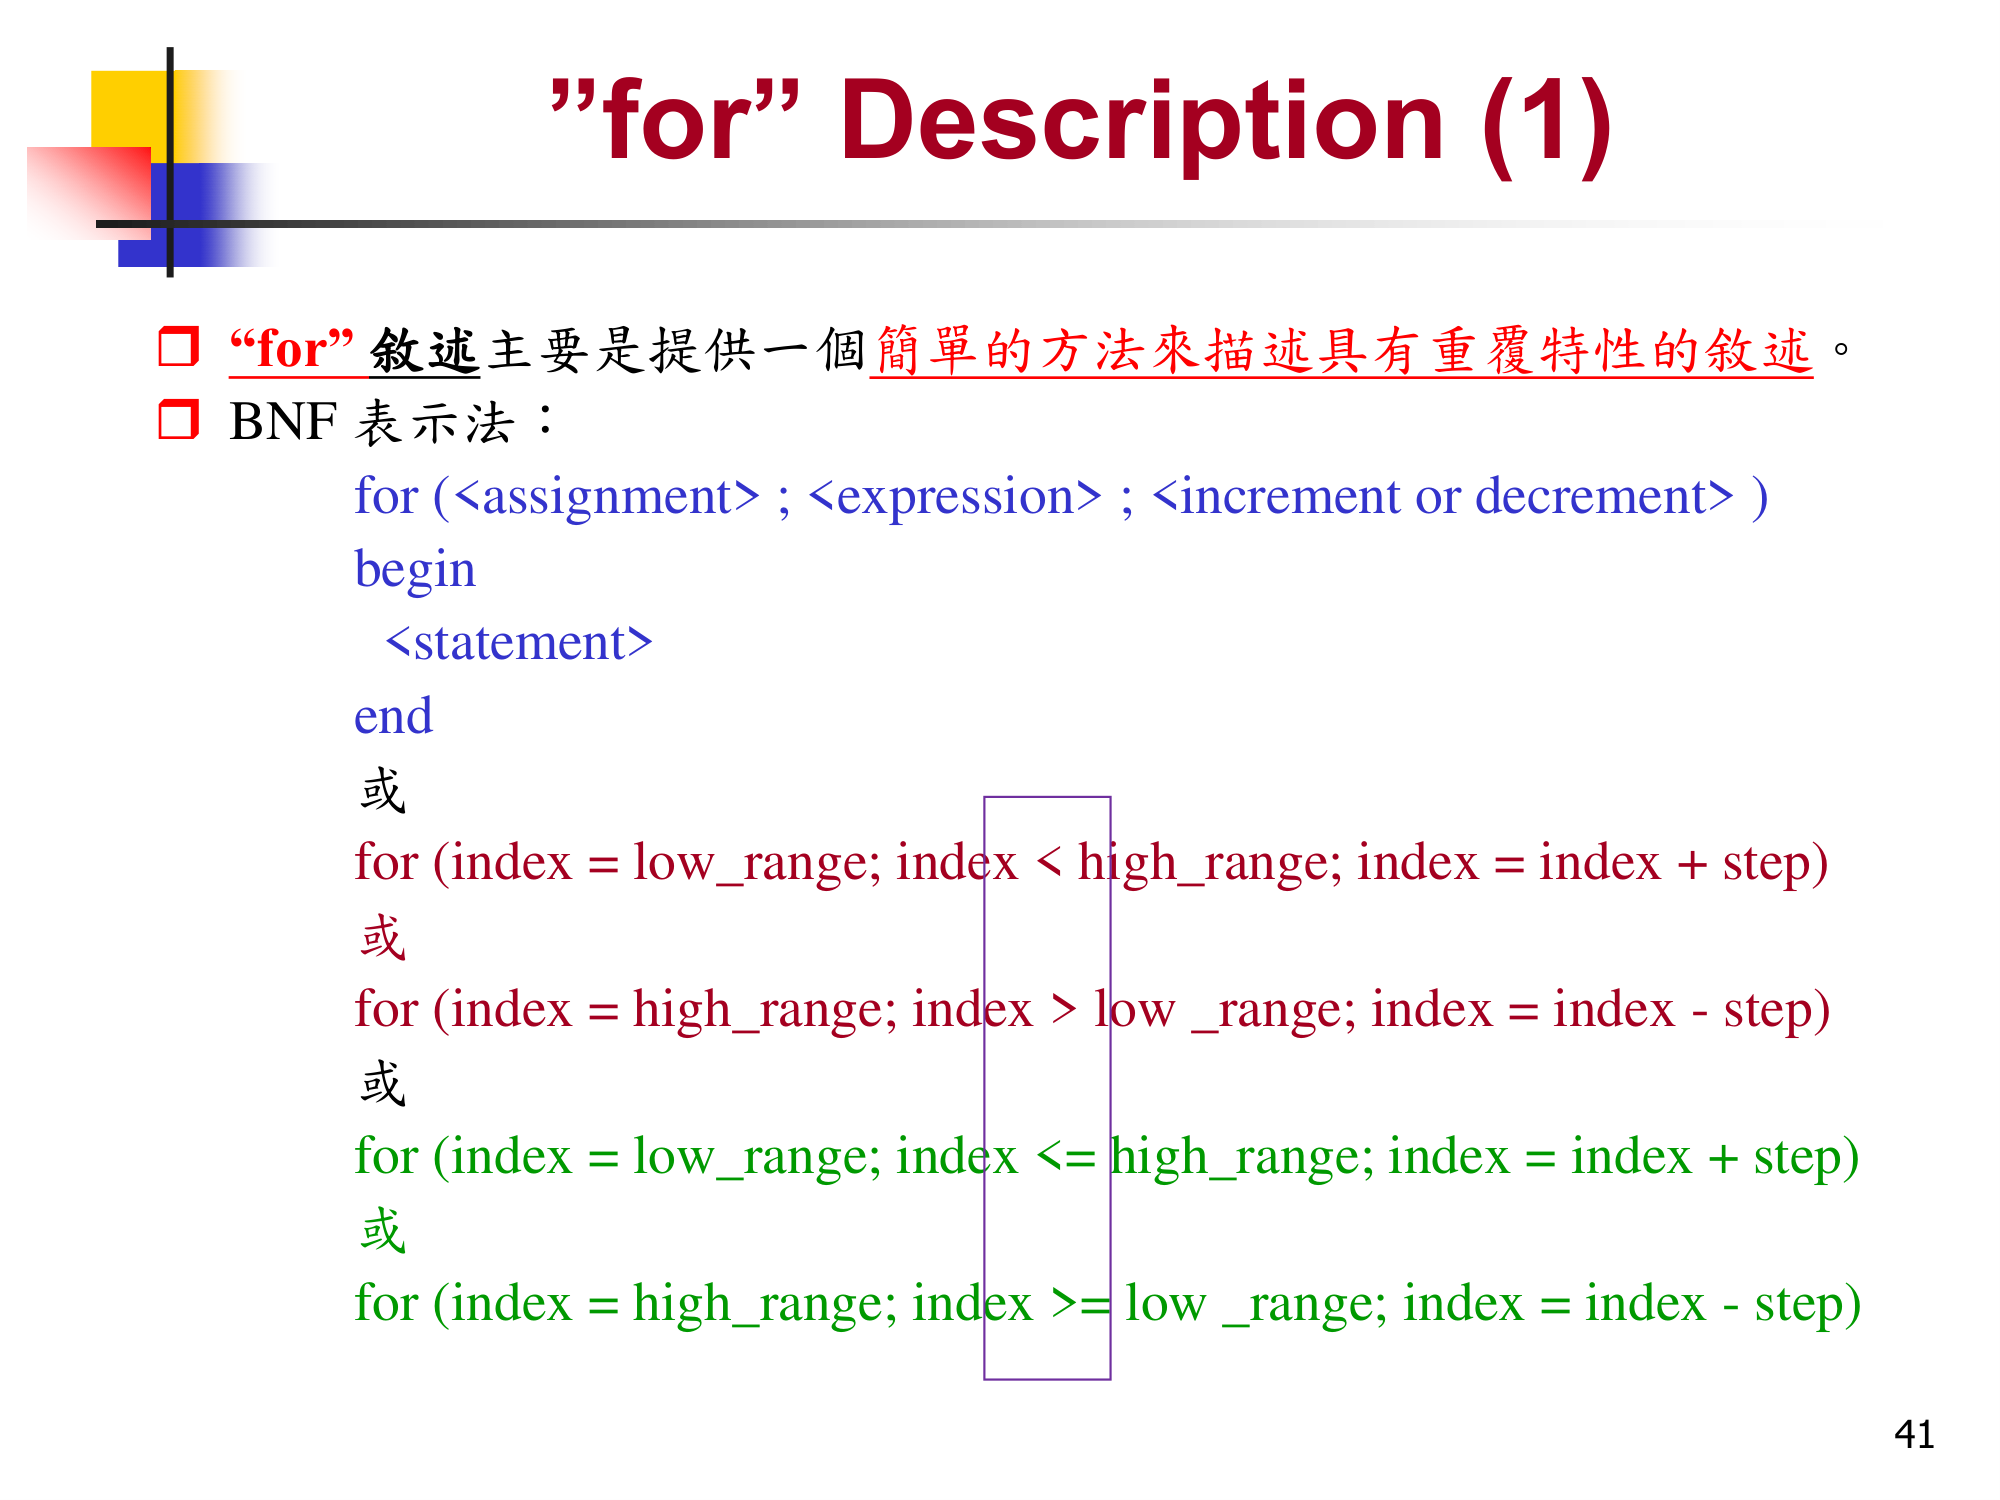 ”for” Description (1)
“for” 敘述主要是提供一個簡單的方法來描述具有重覆特性的敘述。
BNF 表示法：
for (<assignment> ; <expression> ; <increment or decrement> )
begin
<statement>
end
或
for (index = low_range; index < high_range; index = index + step)
或
for (index = high_range; index > low _range; index = index - step)
或
for (index = low_range; index <= high_range; index = index + step)
或
for (index = high_range; index >= low _range; index = index - step)
41